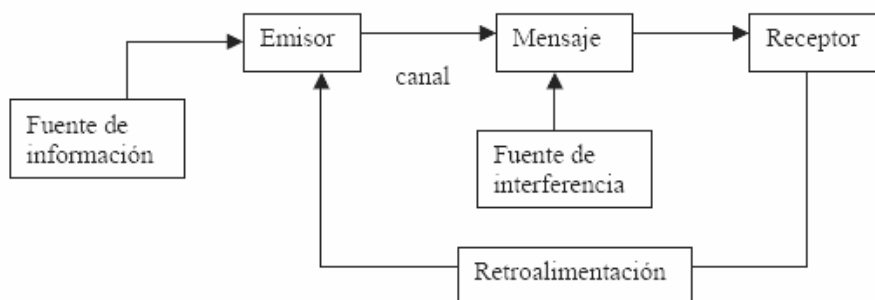 Emisor
Mensaje
Receptor
canal
Fuente de
información
Fuente de
interferencia
Retroalimentación